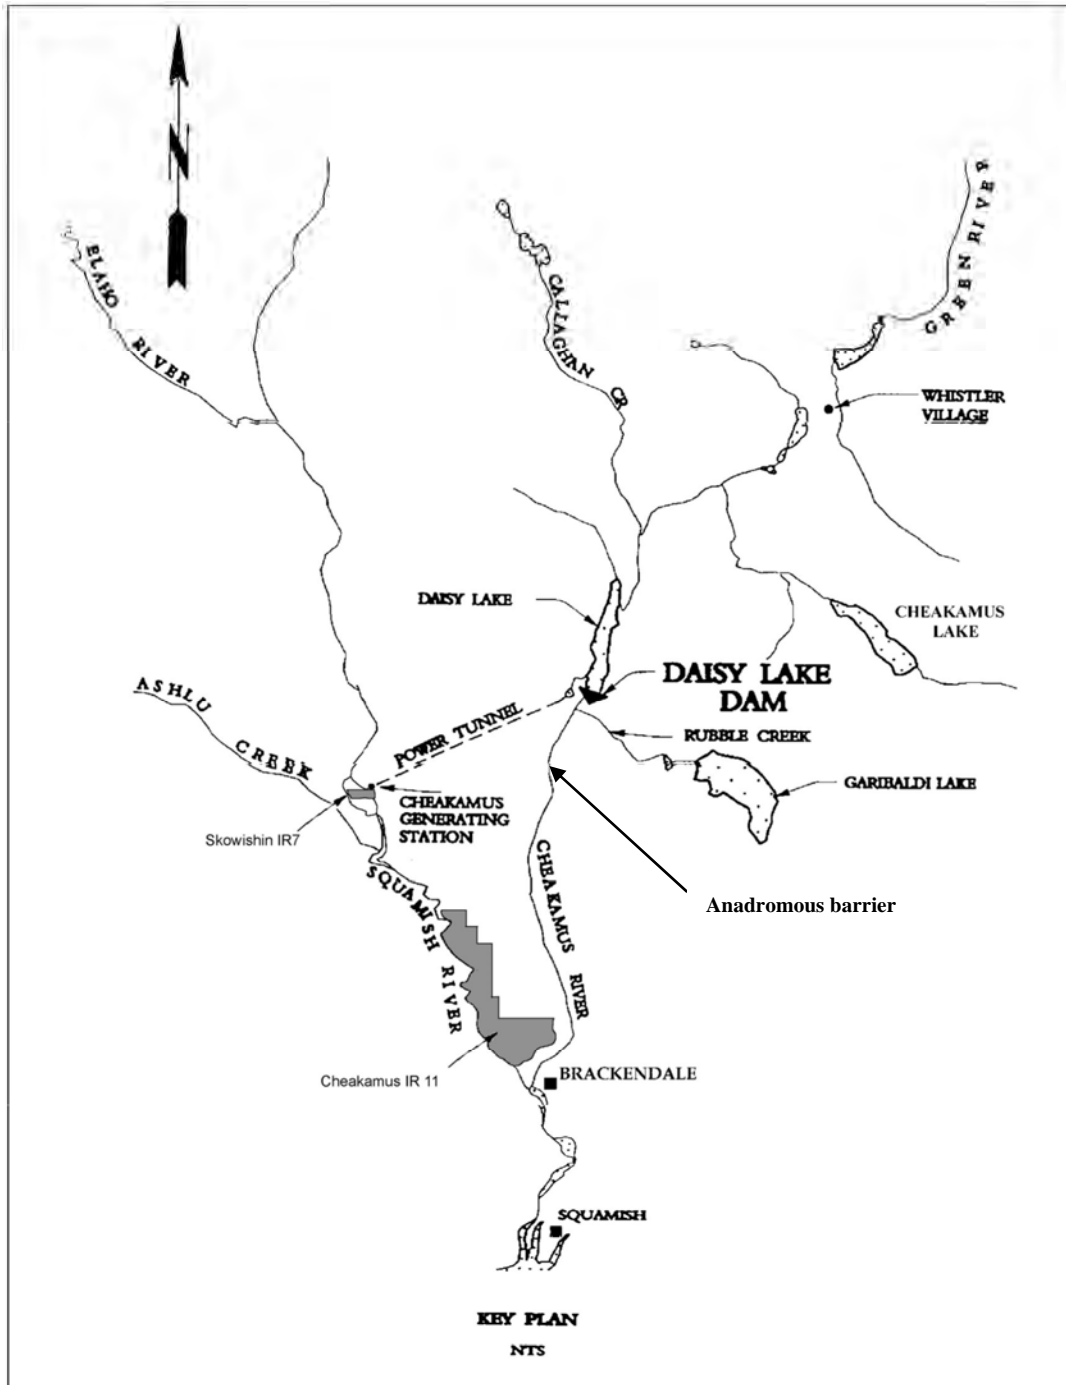 N
ELAHO RIVER
CALLAGHAN CR
GREEN RIVER
WHISTLER
VILLAGE
DAISY LAKE
CHEAKAMUS
LAKE
DAISY LAKE
DAM
ASHLU CREEK
POWER TUNNEL
RUBBLE CREEK
GARIBALDI LAKE
CHEAKAMUS
GENERATING
STATION
Skowishin IR7
SQUAMISH RIVER
CHEAKAMUS RIVER
Anadromous barrier
Cheakamus IR 11
BRACKENDALE
SQUAMISH
KEY PLAN
NTS